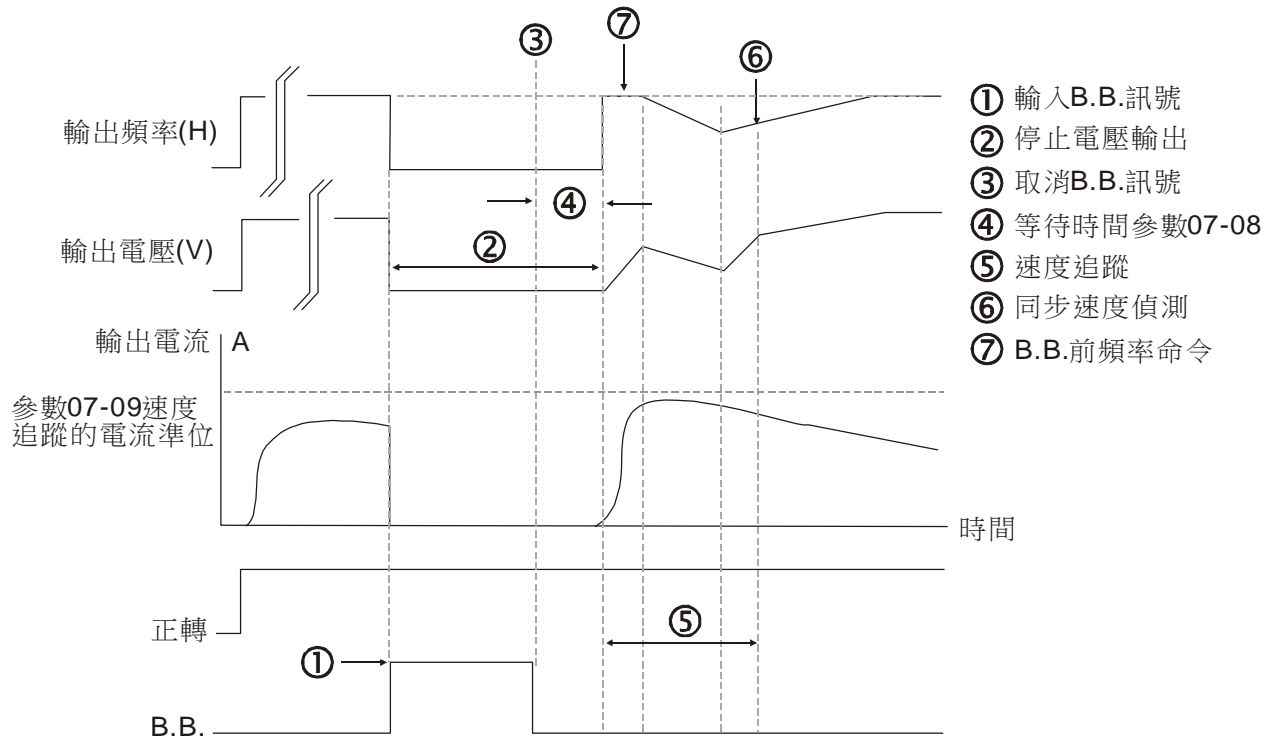 ⑦
③
⑥
輸出頻率(H)
④
輸出電壓(V)
②
輸出電流 A
參數07-09速度
追蹤的電流準位
時間
正轉
⑤
①
B.B.
① 輸入B.B.訊號
② 停止電壓輸出
③ 取消B.B.訊號
④ 等待時間參數07-08
⑤ 速度追蹤
⑥ 同步速度偵測
⑦ B.B.前頻率命令